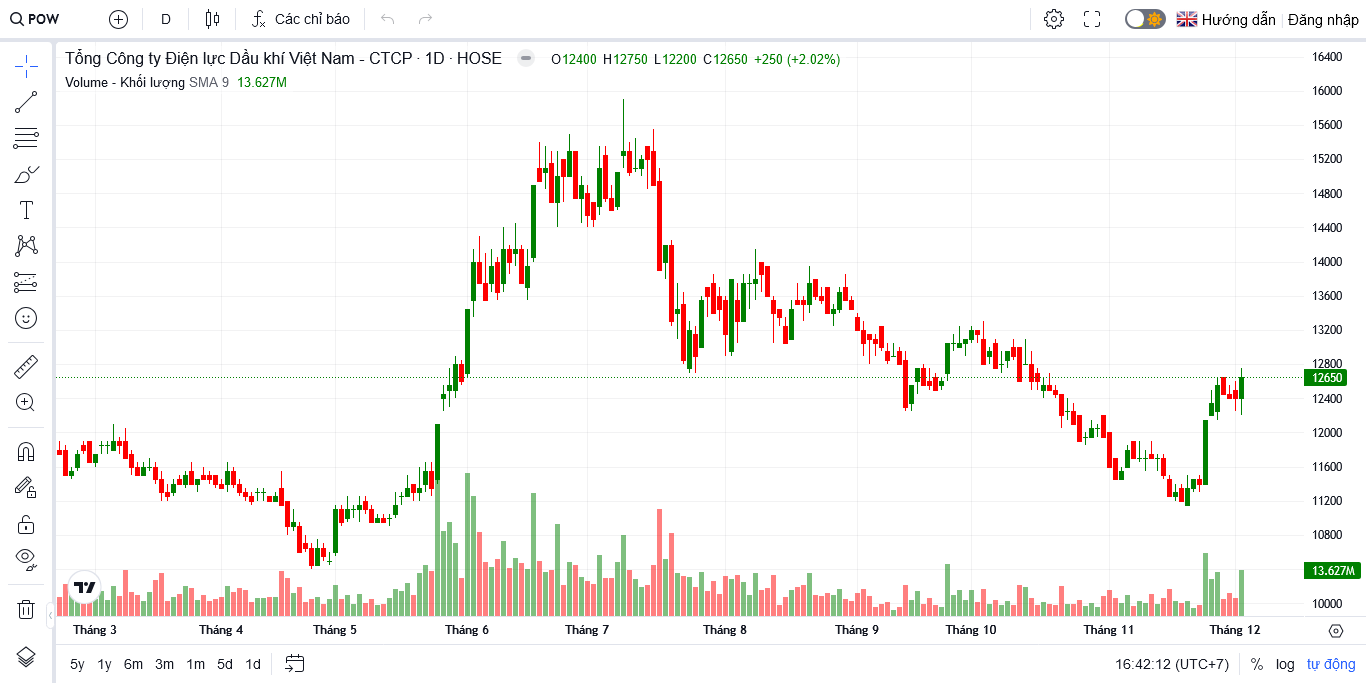 POW D Các chỉ báo Hướng dẫn Đăng nhập
Tổng Công ty Điện lực Dầu khí Việt Nam - CTCP · 1D · HOSE O12400 H12750 L12200 C12650 +250 (+2.02%)
Volume - Khối lượng SMA 9 13.627M
16400
16000
15600
15200
14800
14400
14000
13600
13200
12800
12650
12400
12000
11600
11200
10800
13.627M
10000
Tháng 3 Tháng 4 Tháng 5 Tháng 6 Tháng 7 Tháng 8 Tháng 9 Tháng 10 Tháng 11 Tháng 12
5y 1y 6m 3m 1m 5d 1d 16:42:12 (UTC+7) % log tự động